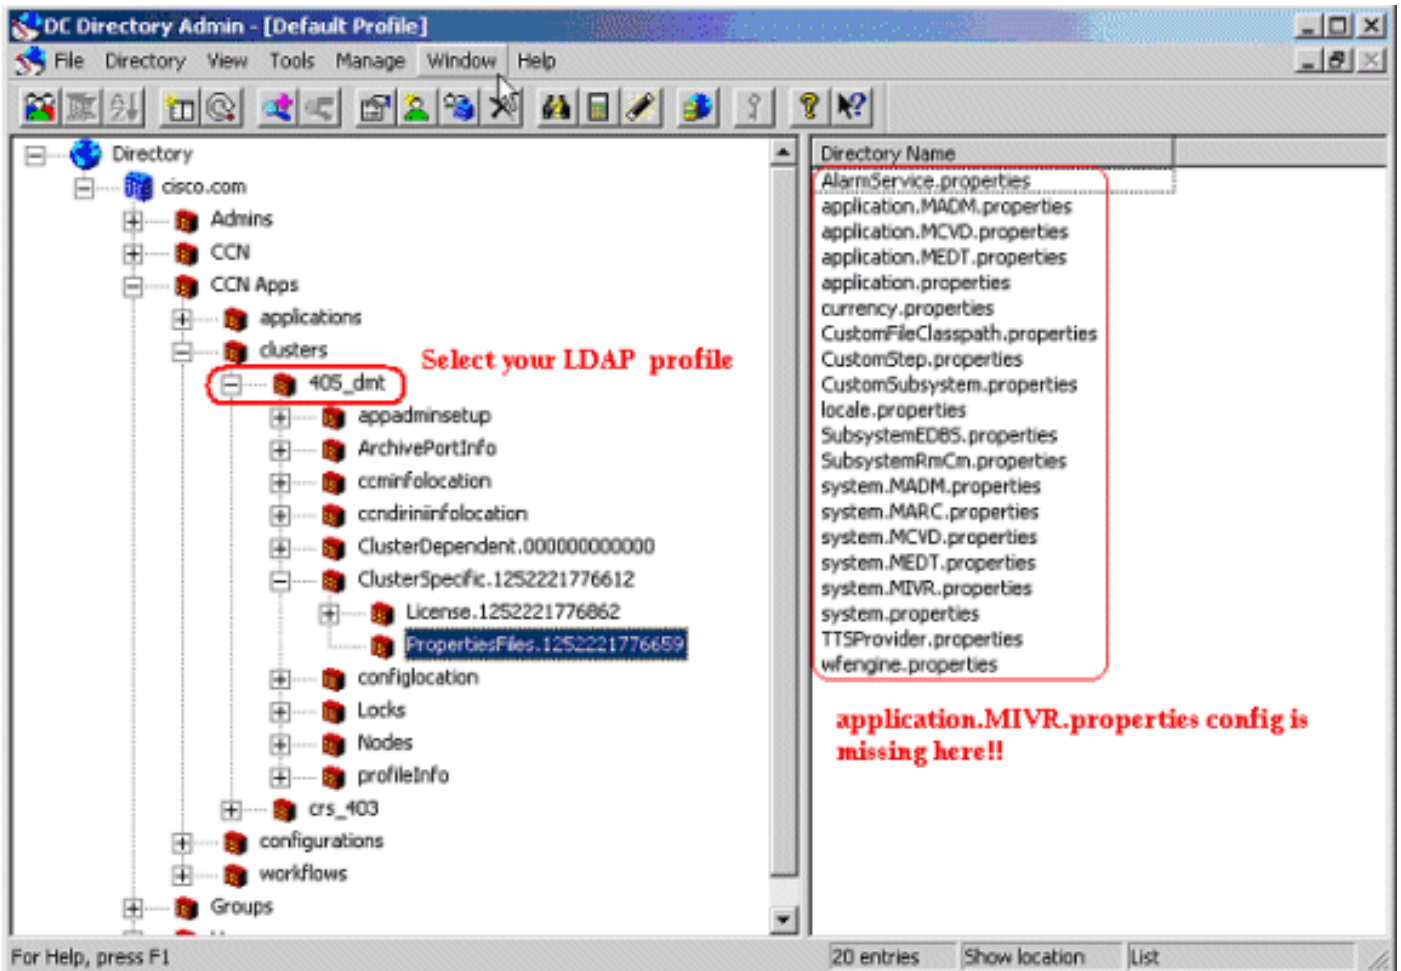 DC Directory Admin - [Default Profile]
File Directory View Tools Manage Window Help
Directory
cisco.com
Admins
CCN
CCN Apps
applications
clusters
Select your LDAP profile
405_dmt
appadminsetup
ArchivePortInfo
ccminfolocation
ccndiriniinfolocation
ClusterDependent.000000000000
ClusterSpecific.1252221776612
License.1252221776862
PropertiesFiles.1252221776659
configlocation
Locks
Nodes
profileInfo
crs_403
configurations
workflows
Groups
Directory Name
AlarmService.properties
application.MADM.properties
application.MCVD.properties
application.MEDT.properties
application.properties
currency.properties
CustomFileClasspath.properties
CustomStep.properties
CustomSubsystem.properties
locale.properties
SubsystemEDBS.properties
SubsystemRmCm.properties
system.MADM.properties
system.MARC.properties
system.MCVD.properties
system.MEDT.properties
system.MIVR.properties
system.properties
TTSProvider.properties
wfengine.properties
application.MIVR.properties config is
missing here!!
For Help, press F1
20 entries
Show location
List